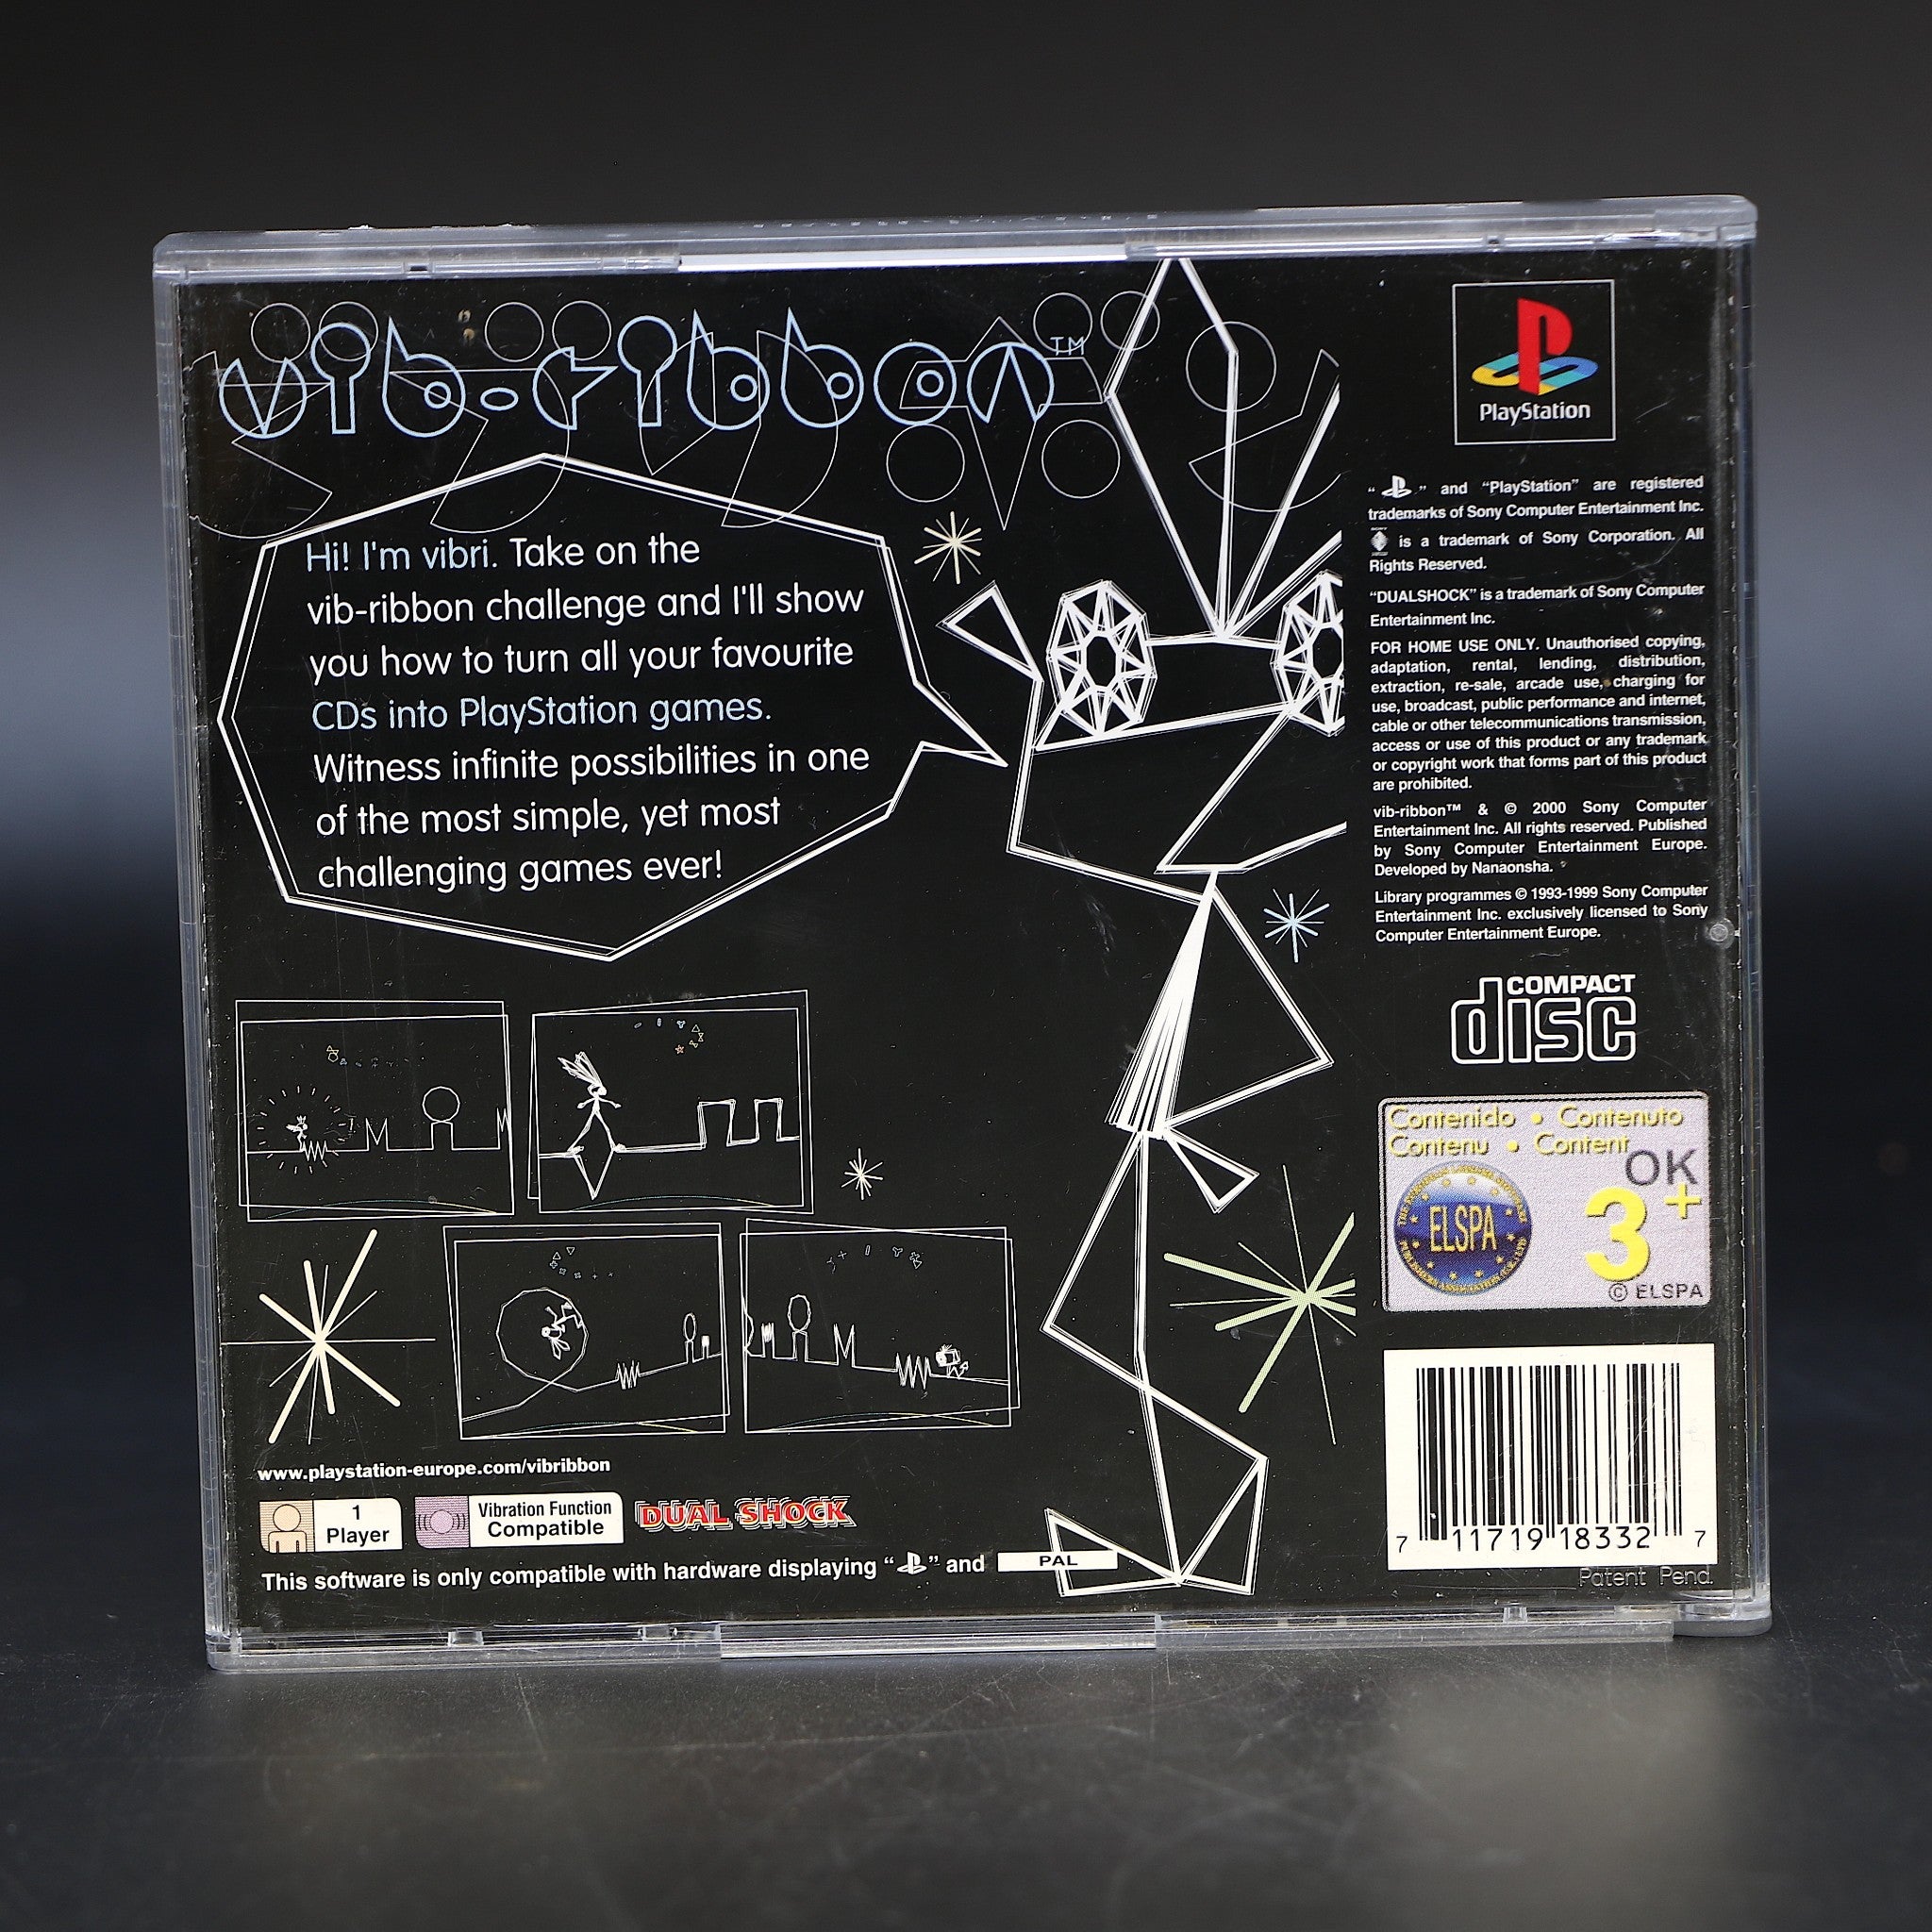 vib-ribbon™
Hi! I'm vibri. Take on the
vib-ribbon challenge and I'll show
you how to turn all your favourite
CDs into PlayStation games.
Witness infinite possibilities in one
of the most simple, yet most
challenging games ever!
www.playstation-europe.com/vibribbon
1
Player
Vibration Function
Compatible
DUAL SHOCK
This software is only compatible with hardware displaying “ ” and PAL
PlayStation
“ ” and “PlayStation” are registered
trademarks of Sony Computer Entertainment Inc.
is a trademark of Sony Corporation. All
Rights Reserved.
“DUALSHOCK” is a trademark of Sony Computer
Entertainment Inc.
FOR HOME USE ONLY. Unauthorised copying,
adaptation, rental, lending, distribution,
extraction, re-sale, arcade use, charging for
use, broadcast, public performance and internet,
cable or other telecommunications transmission,
access or use of this product or any trademark
or copyright work that forms part of this product
are prohibited.
vib-ribbon™ & © 2000 Sony Computer
Entertainment Inc. All rights reserved. Published
by Sony Computer Entertainment Europe.
Developed by Nanaonsha.
Library programmes © 1993-1999 Sony Computer
Entertainment Inc. exclusively licensed to Sony
Computer Entertainment Europe.
COMPACT
disc
Contenido • Contenuto
Contenu • Content
OK
ELSPA
3+
© ELSPA
7 11719 18332 7
Patent Pend.